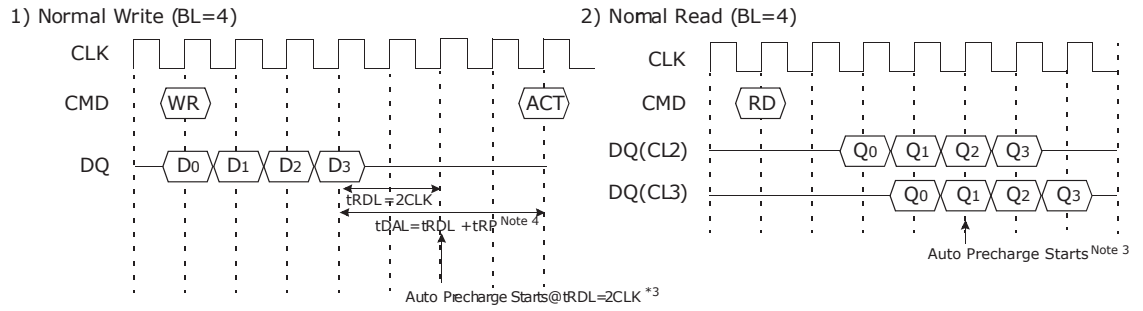 1) Normal Write (BL=4)
CLK
CMD
WR
ACT
DQ
D0
D1
D2
D3
tRDL=2CLK
tDAL=tRDL +tRP Note 4
Auto Precharge Starts@tRDL=2CLK *3
2) Nomal Read (BL=4)
CLK
CMD
RD
DQ(CL2)
Q0
Q1
Q2
Q3
DQ(CL3)
Q0
Q1
Q2
Q3
Auto Precharge Starts Note 3